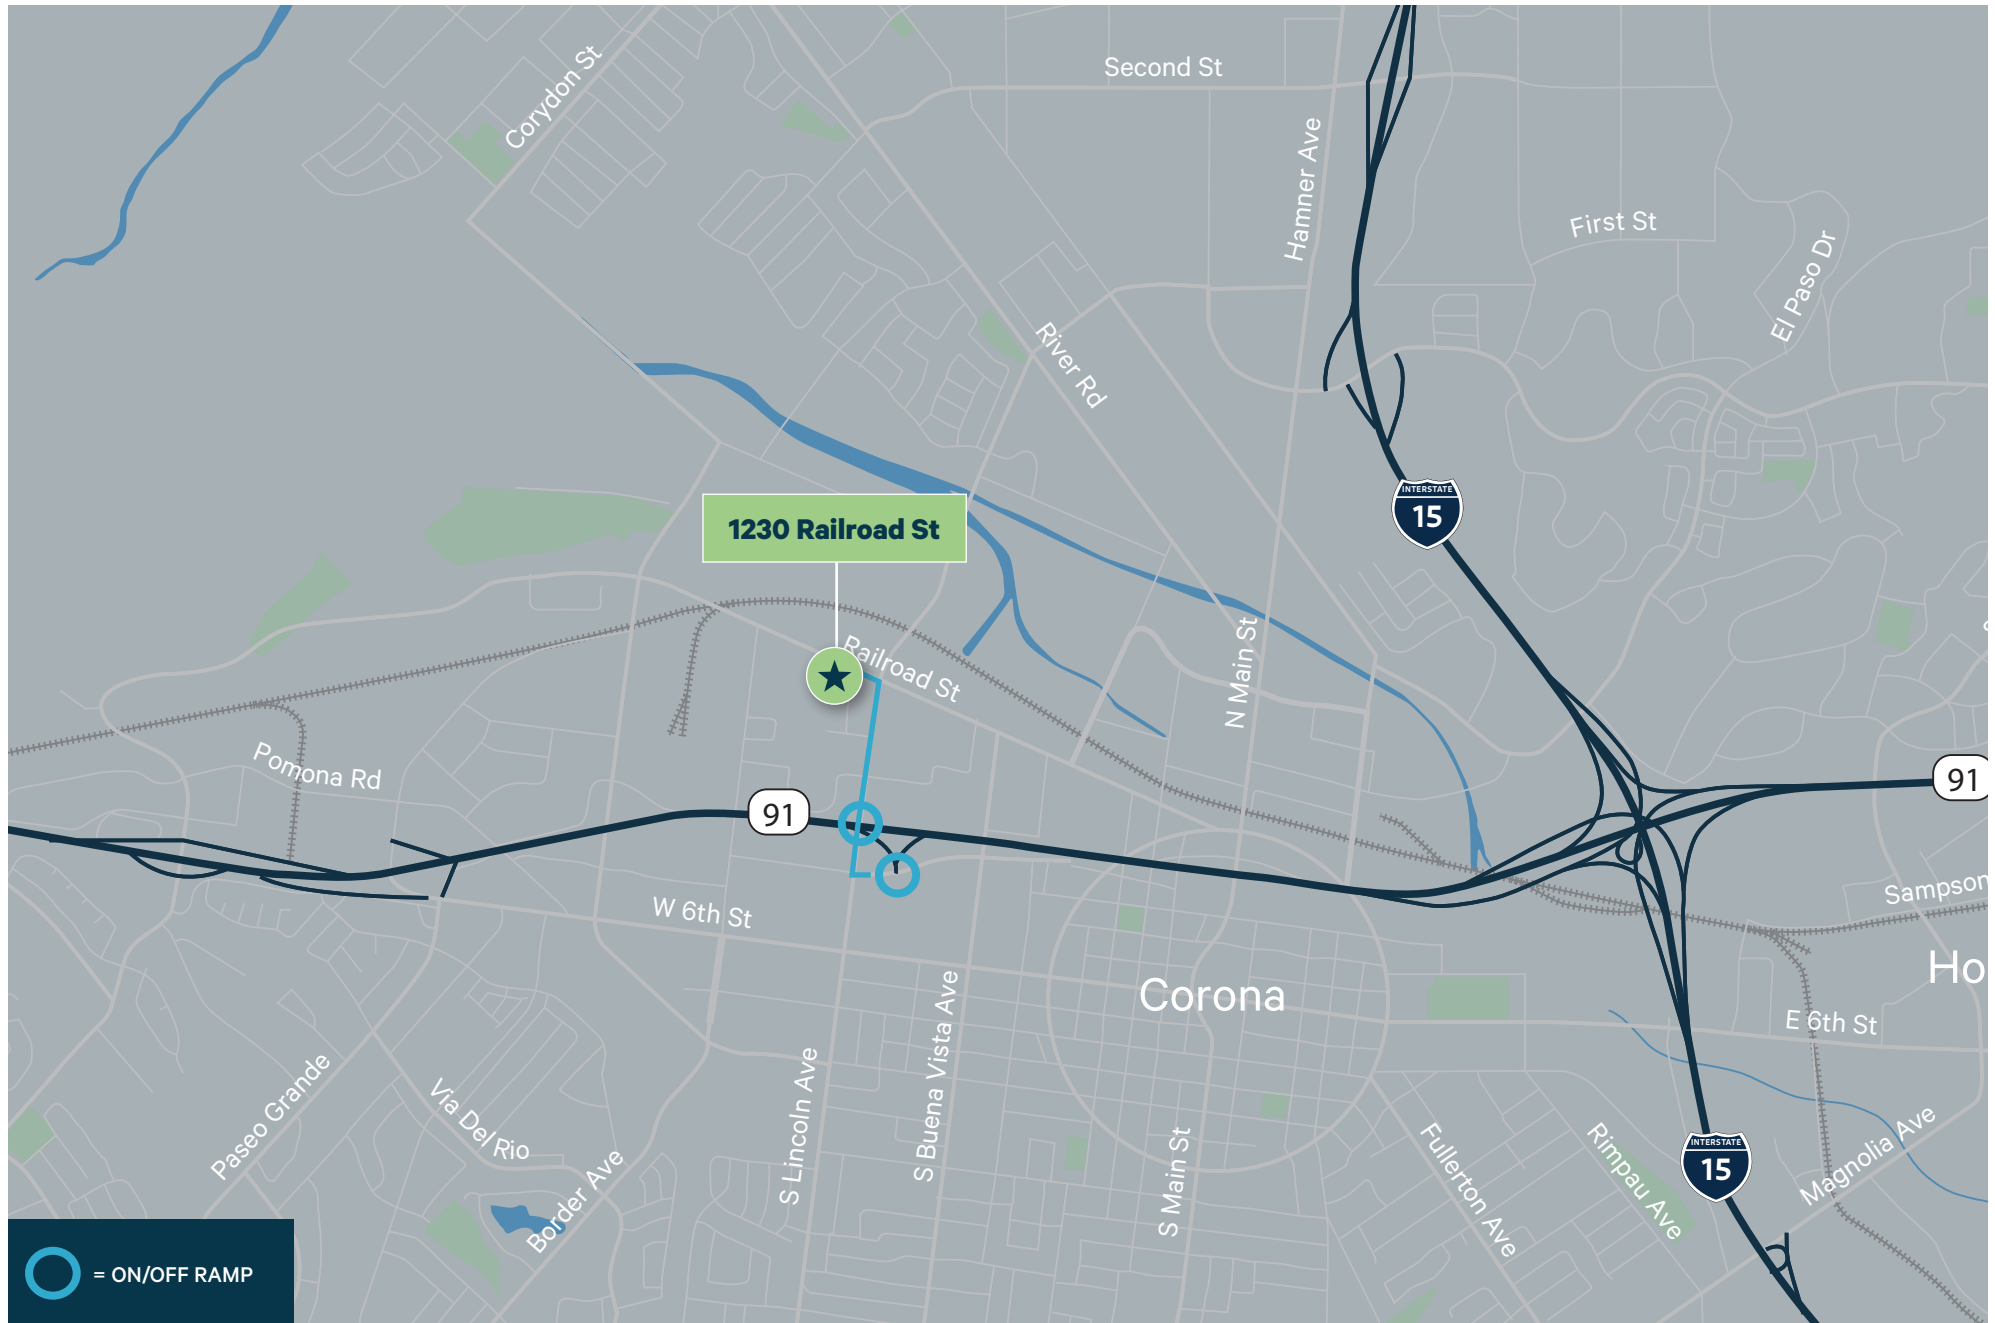 Second St
Corydon St
Hamner Ave
First St
El Paso Dr
River Rd
INTERSTATE
15
1230 Railroad St
Railroad St
N Main St
Pomona Rd
91
91
W 6th St
Sampson
Ho
Corona
E 6th St
S Buena Vista Ave
S Lincoln Ave
Paseo Grande
Via Del Rio
Border Ave
S Main St
Fullerton Ave
Rimpau Ave
INTERSTATE
15
Magnolia Ave
= ON/OFF RAMP